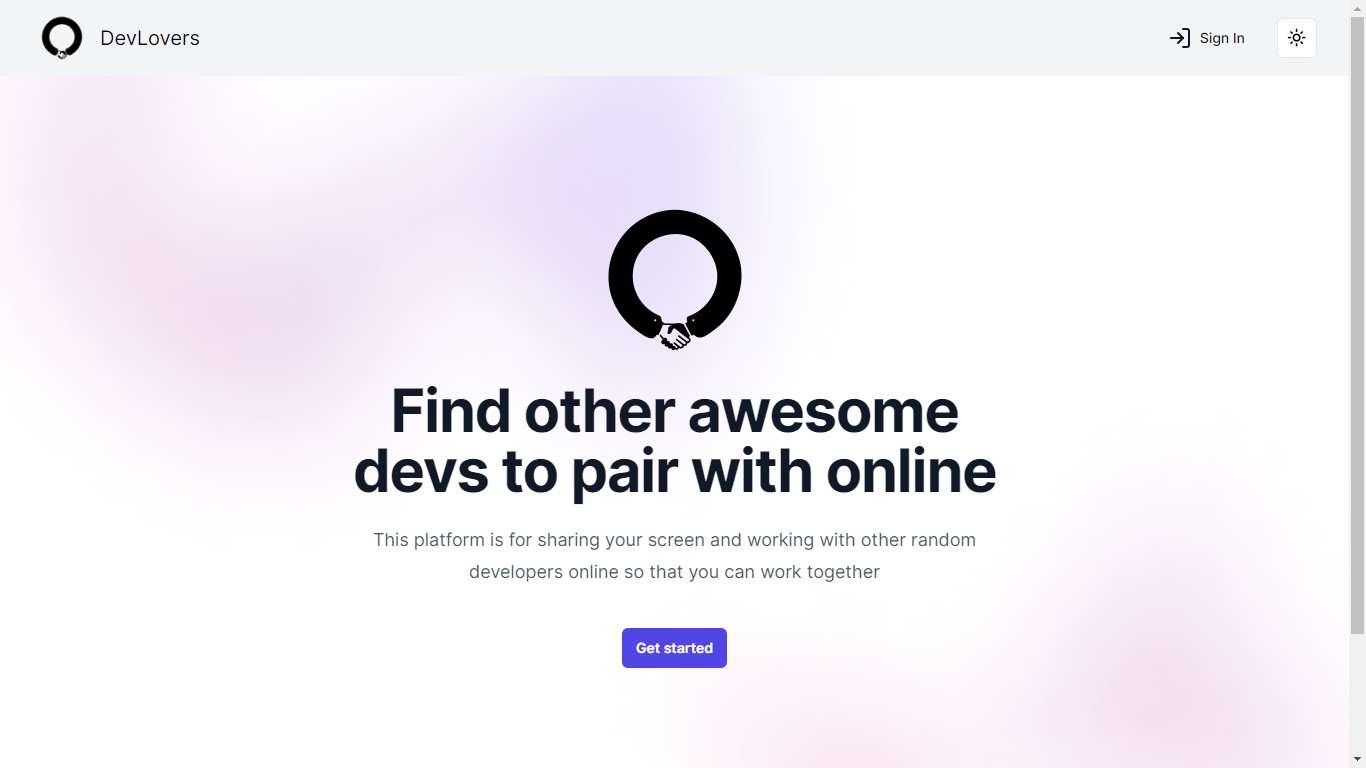 DevLovers
Sign In
Find other awesome
devs to pair with online
This platform is for sharing your screen and working with other random
developers online so that you can work together
Get started